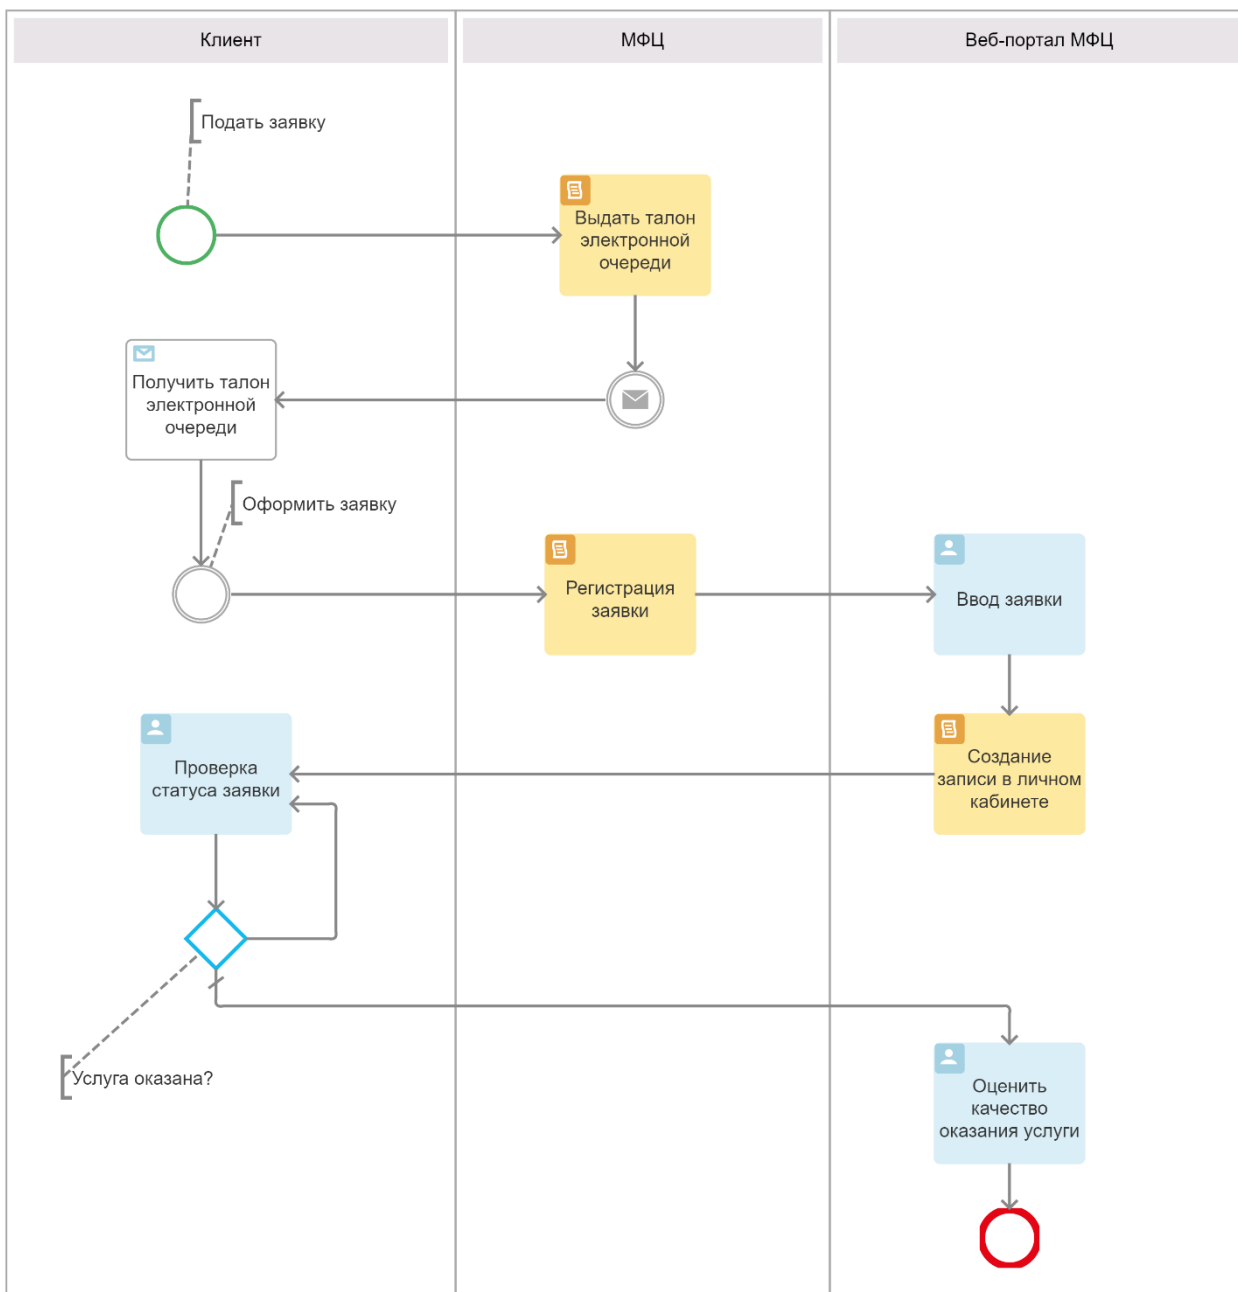 Клиент
МФЦ
Веб-портал МФЦ
Подать заявку
Выдать талон
электронной
очереди
Получить талон
электронной
очереди
Оформить заявку
Регистрация
заявки
Ввод заявки
Проверка
статуса заявки
Создание
записи в личном
кабинете
Услуга оказана?
Оценить
качество
оказания услуги